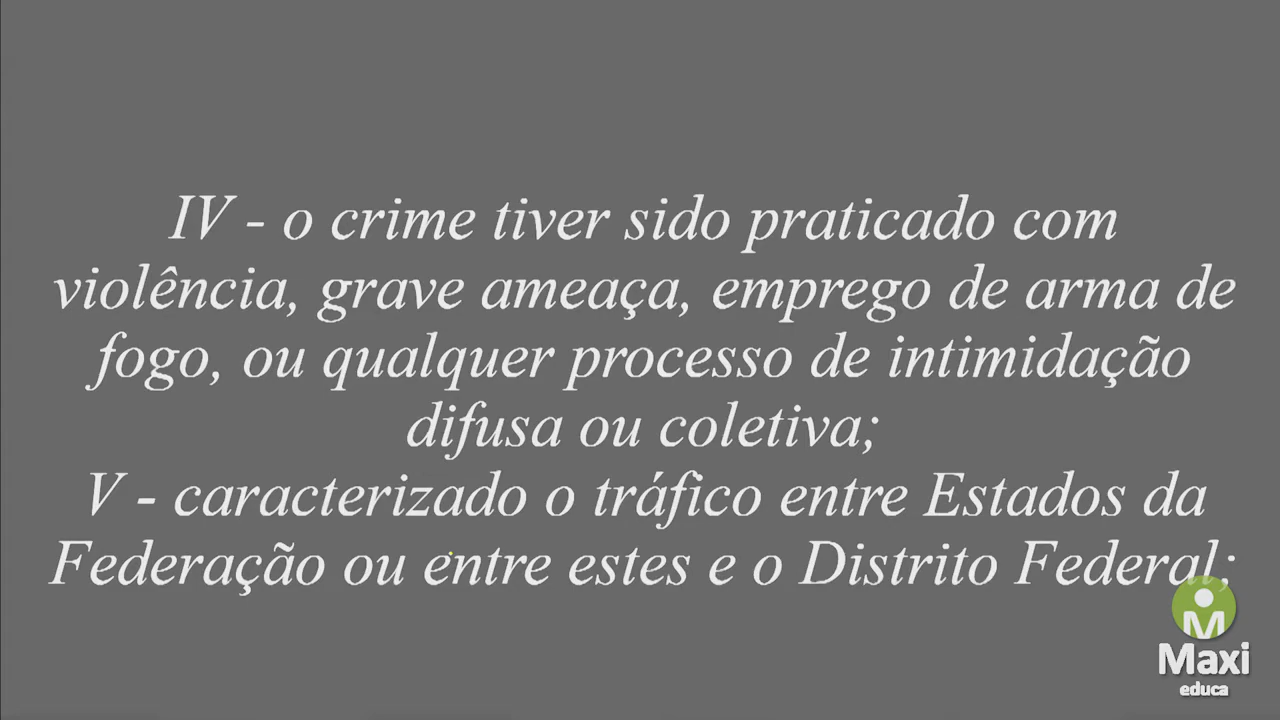 IV - o crime tiver sido praticado com
violência, grave ameaça, emprego de arma de
fogo, ou qualquer processo de intimidação
difusa ou coletiva;
V - caracterizado o tráfico entre Estados da
Federação ou entre estes e o Distrito Federal;
M
Maxi
educa